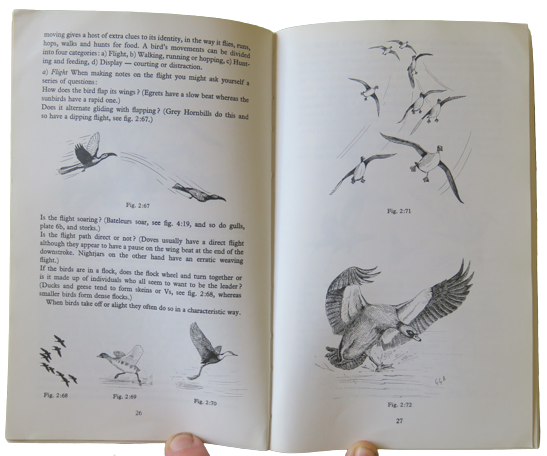 moving gives a host of extra clues to its identity, in the way it flies, runs,
hops, walks and hunts for food. A bird's movements can be divided
into four categories: a) Flight, b) Walking, running or hopping, c) Hunt-
ing and feeding, d) Display — courting or distraction.
a) Flight When making notes on the flight you might ask yourself a
series of questions:
How does the bird flap its wings? (Egrets have a slow beat whereas the
sunbirds have a rapid one.)
Does it alternate gliding with flapping? (Grey Hornbills do this and
so have a dipping flight, see fig. 2:67.)
Fig. 2:67
Is the flight soaring? (Bateleurs soar, see fig. 4:19, and so do gulls,
plate 6b, and storks.)
Is the flight path direct or not? (Doves usually have a direct flight
although they appear to have a pause on the wing beat at the end of the
downstroke. Nightjars on the other hand have an erratic weaving
flight.)
If the birds are in a flock, does the flock wheel and turn together or
is it made up of individuals who all seem to want to be the leader?
(Ducks and geese tend to form skeins or Vs, see fig. 2:68, whereas
smaller birds form dense flocks.)
When birds take off or alight they often do so in a characteristic way.
Fig. 2:68
Fig. 2:69
Fig. 2:70
26
Fig. 2:71
Fig. 2:72
27